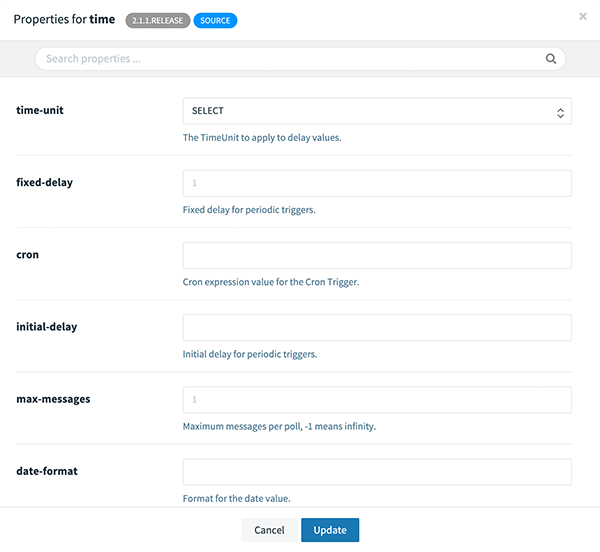 Properties for time 2.1.1.RELEASE SOURCE ×
Search properties ...
time-unit SELECT
The TimeUnit to apply to delay values.
fixed-delay 1
Fixed delay for periodic triggers.
cron
Cron expression value for the Cron Trigger.
initial-delay
Initial delay for periodic triggers.
max-messages 1
Maximum messages per poll, -1 means infinity.
date-format
Format for the date value.
Cancel Update